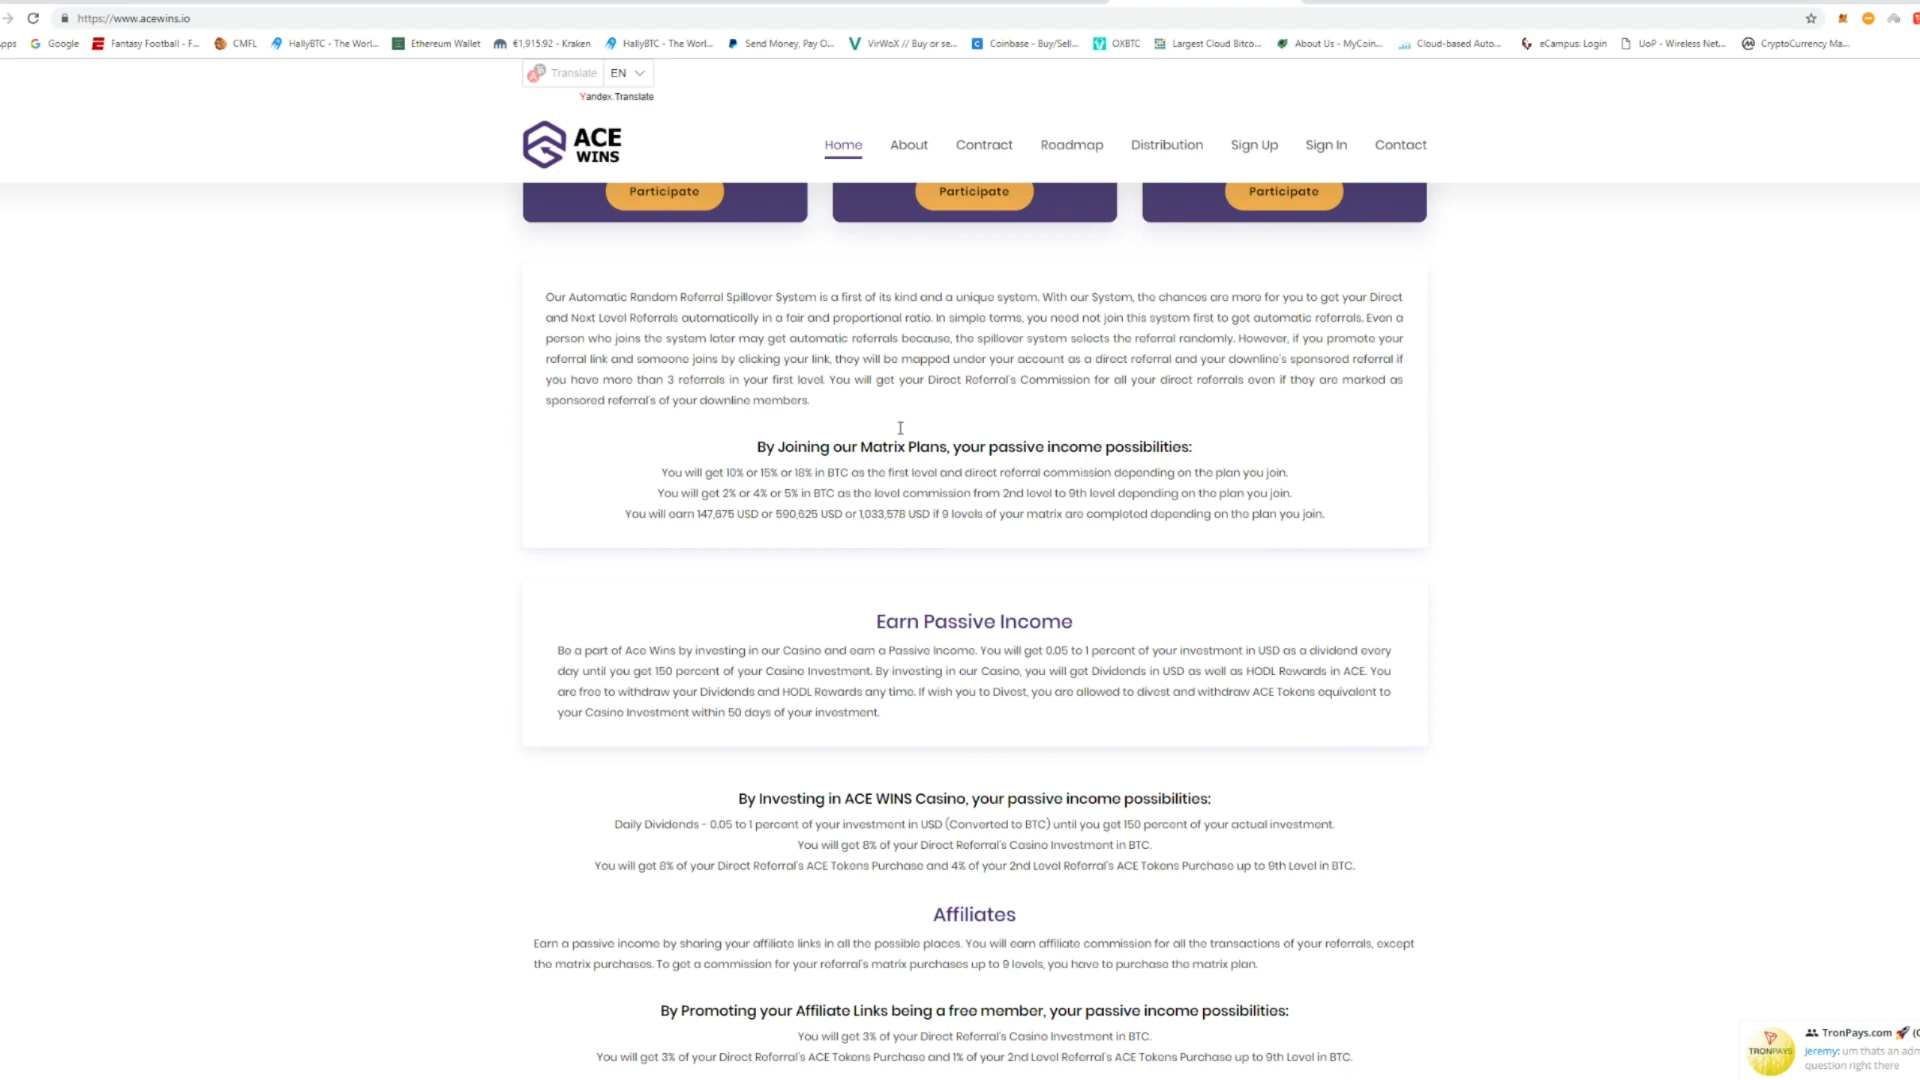 https://www.acewins.io
pps Google Fantasy Football - F... CMFL HallyBTC - The Worl... Ethereum Wallet €1,915.92 - Kraken HallyBTC - The Worl... Send Money, Pay O... VirWoX // Buy or se... Coinbase - Buy/Sell... OXBTC Largest Cloud Bitco... About Us - MyCoin... Cloud-based Auto... eCampus: Login UoP - Wireless Net... CryptoCurrency Ma...
Translate EN
Yandex.Translate
ACE
WINS
Home About Contract Roadmap Distribution Sign Up Sign In Contact
Participate Participate Participate
Our Automatic Random Referral Spillover System is a first of its kind and a unique system. With our System, the chances are more for you to get your Direct
and Next Level Referrals automatically in a fair and proportional ratio. In simple terms, you need not join this system first to get automatic referrals. Even a
person who joins the system later may get automatic referrals because, the spillover system selects the referral randomly. However, if you promote your
referral link and someone joins by clicking your link, they will be mapped under your account as a direct referral and your downline's sponsored referral if
you have more than 3 referrals in your first level. You will get your Direct Referral's Commission for all your direct referrals even if they are marked as
sponsored referral's of your downline members.
By Joining our Matrix Plans, your passive income possibilities:
You will get 10% or 15% or 18% in BTC as the first level and direct referral commission depending on the plan you join.
You will get 2% or 4% or 5% in BTC as the level commission from 2nd level to 9th level depending on the plan you join.
You will earn 147,675 USD or 590,625 USD or 1,033,578 USD if 9 levels of your matrix are completed depending on the plan you join.
Earn Passive Income
Be a part of Ace Wins by investing in our Casino and earn a Passive Income. You will get 0.05 to 1 percent of your investment in USD as a dividend every
day until you get 150 percent of your Casino Investment. By investing in our Casino, you will get Dividends in USD as well as HODL Rewards in ACE. You
are free to withdraw your Dividends and HODL Rewards any time. If wish you to Divest, you are allowed to divest and withdraw ACE Tokens equivalent to
your Casino Investment within 50 days of your investment.
By Investing in ACE WINS Casino, your passive income possibilities:
Daily Dividends - 0.05 to 1 percent of your investment in USD (Converted to BTC) until you get 150 percent of your actual investment.
You will get 8% of your Direct Referral's Casino Investment in BTC.
You will get 8% of your Direct Referral's ACE Tokens Purchase and 4% of your 2nd Level Referral's ACE Tokens Purchase up to 9th Level in BTC.
Affiliates
Earn a passive income by sharing your affiliate links in all the possible places. You will earn affiliate commission for all the transactions of your referrals, except
the matrix purchases. To get a commission for your referral's matrix purchases up to 9 levels, you have to purchase the matrix plan.
By Promoting your Affiliate Links being a free member, your passive income possibilities:
You will get 3% of your Direct Referral's Casino Investment in BTC.
You will get 3% of your Direct Referral's ACE Tokens Purchase and 1% of your 2nd Level Referral's ACE Tokens Purchase up to 9th Level in BTC.
TRONPAYS
TronPays.com 🚀 (
Jeremy: um thats an adm
question right there